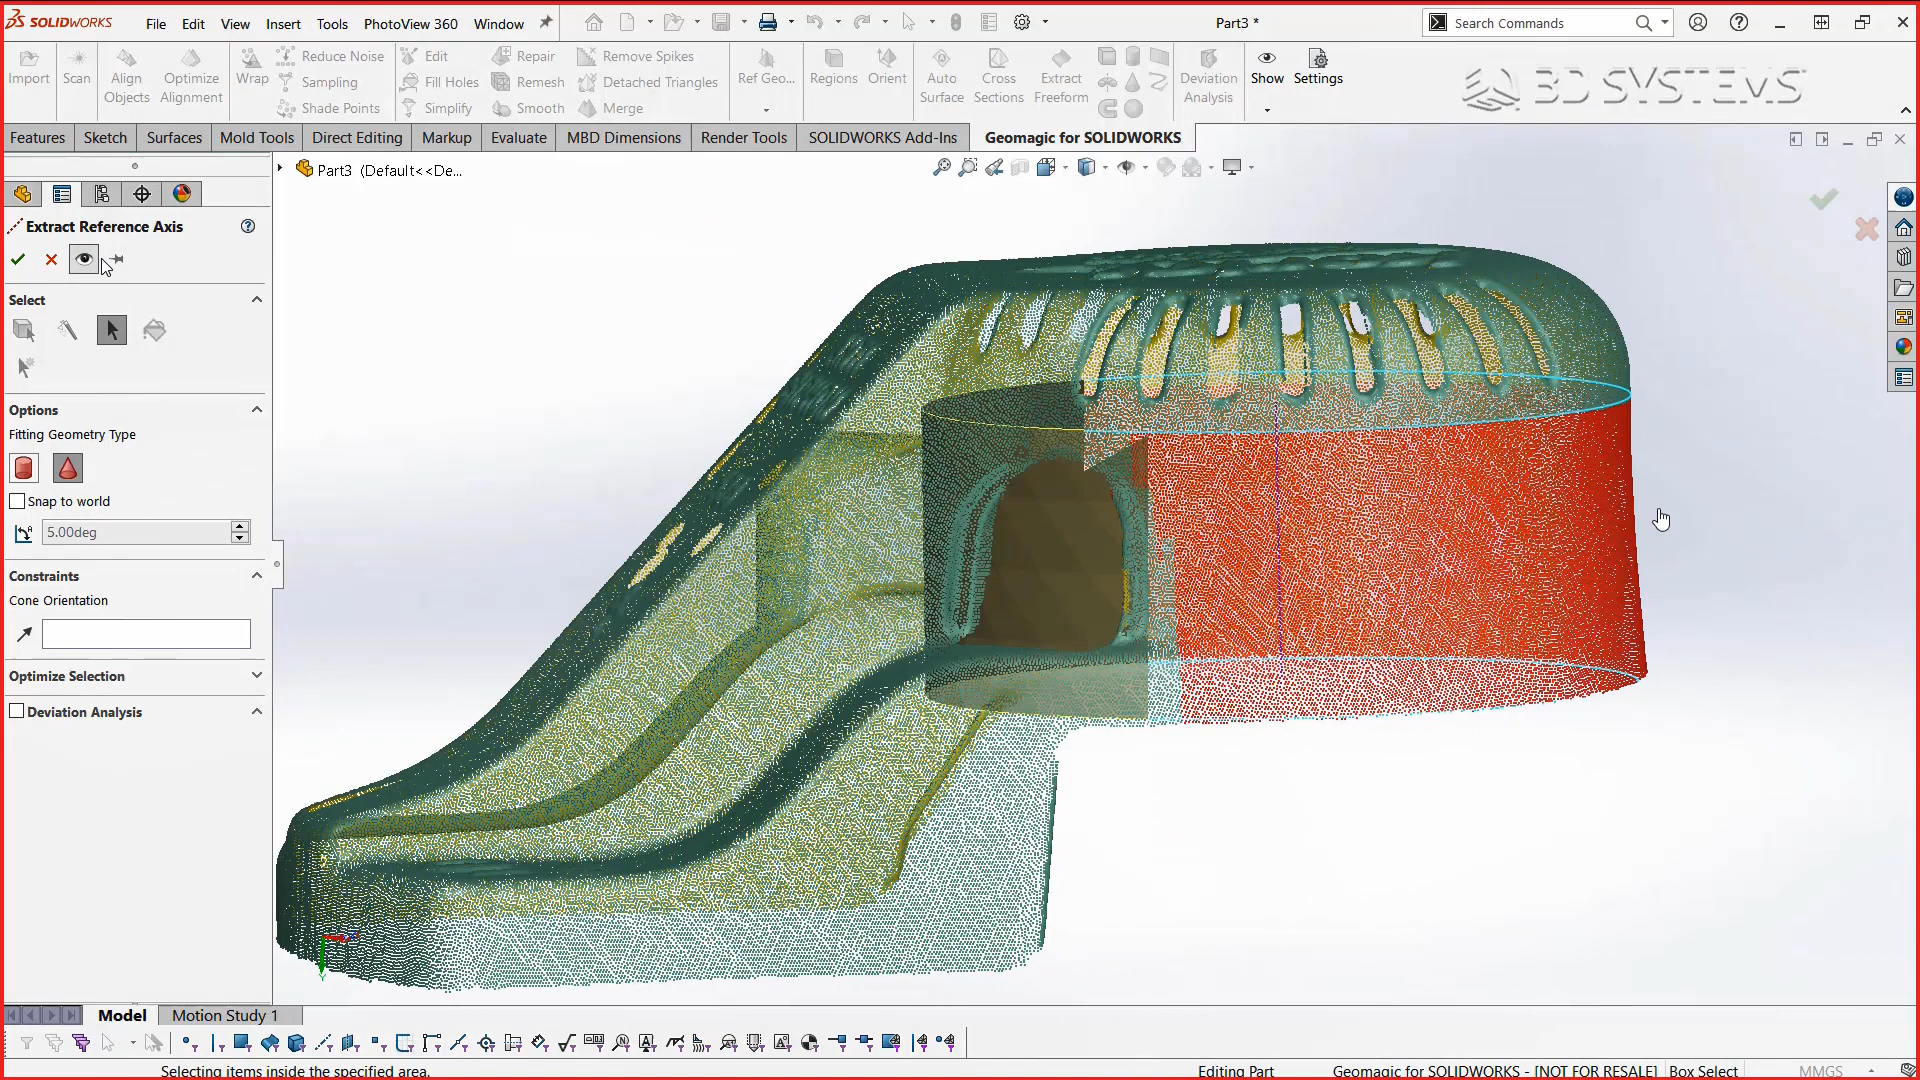 SOLIDWORKS
File
Edit
View
Insert
Tools
PhotoView 360
Window
Part3 *
Search Commands
Import
Scan
Align
Objects
Optimize
Alignment
Wrap
Reduce Noise
Sampling
Shade Points
Edit
Fill Holes
Simplify
Repair
Remesh
Smooth
Remove Spikes
Detached Triangles
Merge
Ref Geo...
Regions
Orient
Auto
Surface
Cross
Sections
Extract
Freeform
Deviation
Analysis
Show
Settings
3D SYSTEMS
Features
Sketch
Surfaces
Mold Tools
Direct Editing
Markup
Evaluate
MBD Dimensions
Render Tools
SOLIDWORKS Add-Ins
Geomagic for SOLIDWORKS
Part3 (Default<<De...
Extract Reference Axis
Select
Options
Fitting Geometry Type
Snap to world
5.00deg
Constraints
Cone Orientation
Optimize Selection
Deviation Analysis
Model
Motion Study 1
Selecting items inside the specified area.
Editing Part
Geomagic for SOLIDWORKS - [NOT FOR RESALE]
Box Select
MMGS